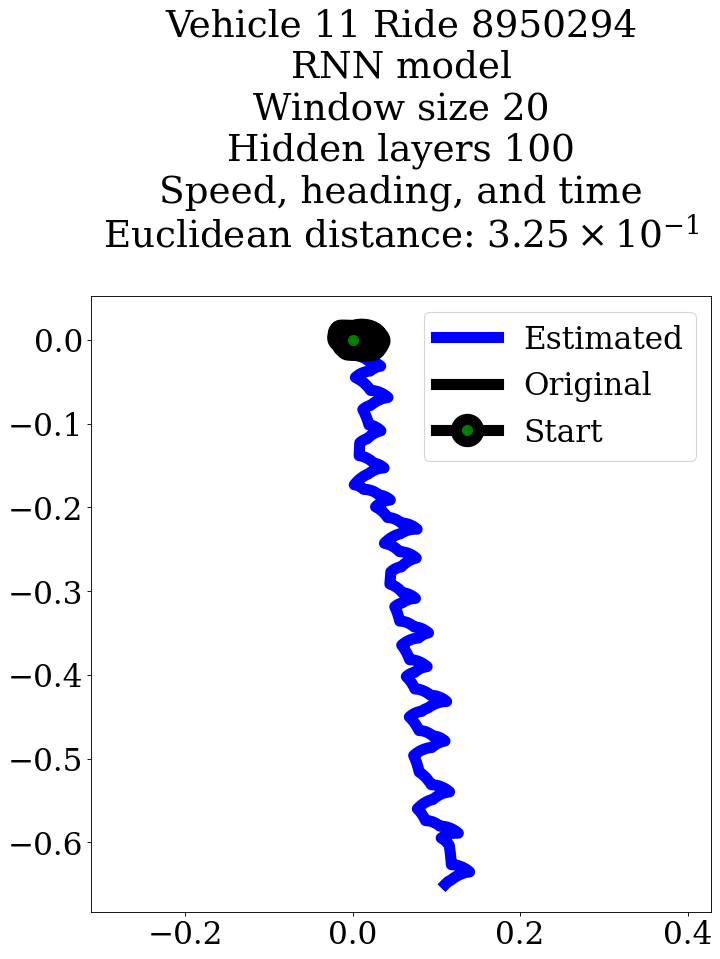 Vehicle 11 Ride 8950294
RNN model
Window size 20
Hidden layers 100
Speed, heading, and time
Euclidean distance: 3.25 × 10⁻¹
Estimated
Original
Start
0.0
−0.1
−0.2
−0.3
−0.4
−0.5
−0.6
−0.2 0.0 0.2 0.4